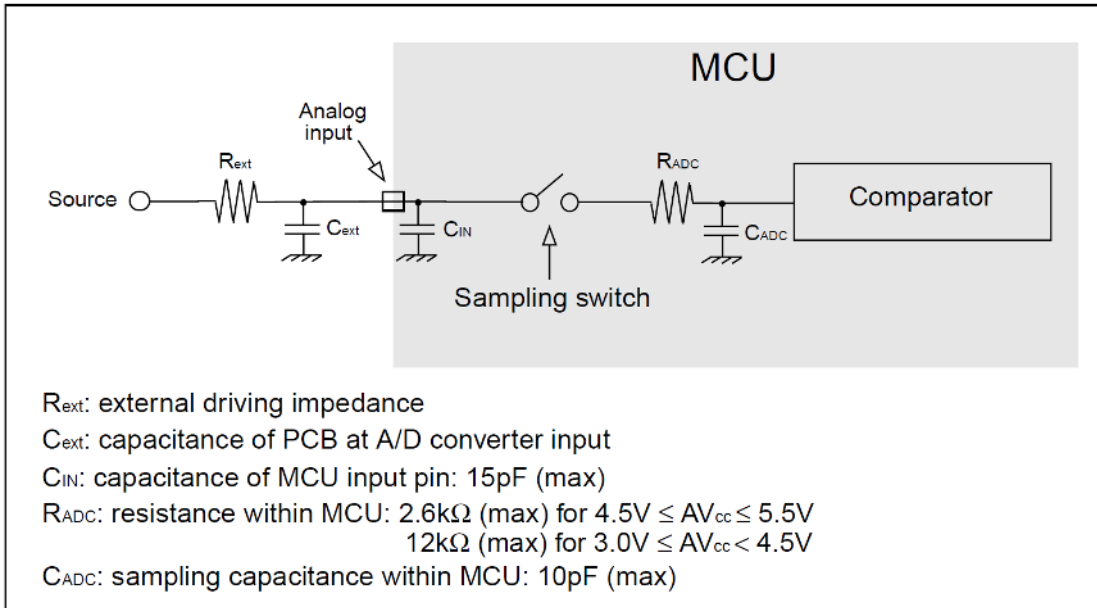 MCU
Analog
input
Rext
RADC
Source
Comparator
Cext
CIN
CADC
Sampling switch
Rext: external driving impedance
Cext: capacitance of PCB at A/D converter input
CIN: capacitance of MCU input pin: 15pF (max)
RADC: resistance within MCU: 2.6kΩ (max) for 4.5V ≤ AVcc ≤ 5.5V
12kΩ (max) for 3.0V ≤ AVcc < 4.5V
CADC: sampling capacitance within MCU: 10pF (max)